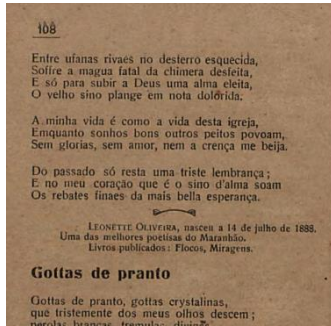 108
Entre ufanas rivaes no desterro esquecida,
Soffre a magua fatal da chimera desfeita,
E só para subir a Deus uma alma eleita,
O velho sino plange em nota dolorida.
A minha vida é como a vida desta igreja,
Emquanto sonhos bons outros peitos povoam,
Sem glorias, sem amor, nem a crença me beija.
Do passado só resta uma triste lembrança;
E no meu coração que é o sino d'alma soam
Os rebates finaes da mais bella esperança.
LEONETTE OLIVEIRA, nasceu a 14 de julho de 1888.
Uma das melhores poetisas do Maranhão.
Livros publicados: Flocos, Miragens.
Gottas de pranto
Gottas de pranto, gottas crystalinas,
que tristemente dos meus olhos descem;
perolas brancas, tremulas,